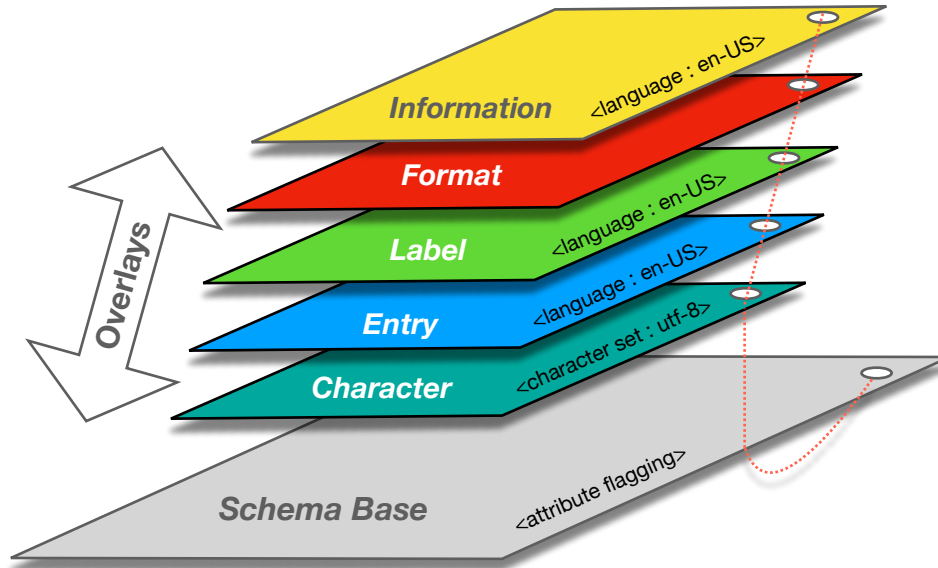 Information
<language : en-US>
Format
Label
<language : en-US>
Entry
<language : en-US>
Character
<character set : utf-8>
Overlays
Schema Base
<attribute flagging>